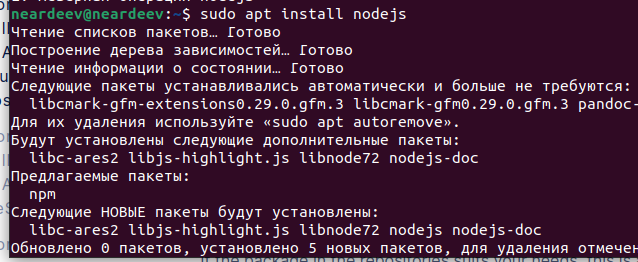 neardeev@neardeev:~$ sudo apt install nodejs
Чтение списков пакетов… Готово
Построение дерева зависимостей… Готово
Чтение информации о состоянии… Готово
Следующие пакеты устанавливались автоматически и больше не требуются:
libcmark-gfm-extensions0.29.0.gfm.3 libcmark-gfm0.29.0.gfm.3 pandoc-
Для их удаления используйте «sudo apt autoremove».
Будут установлены следующие дополнительные пакеты:
libc-ares2 libjs-highlight.js libnode72 nodejs-doc
Предлагаемые пакеты:
npm
Следующие НОВЫЕ пакеты будут установлены:
libc-ares2 libjs-highlight.js libnode72 nodejs nodejs-doc
Обновлено 0 пакетов, установлено 5 новых пакетов, для удаления отмечен